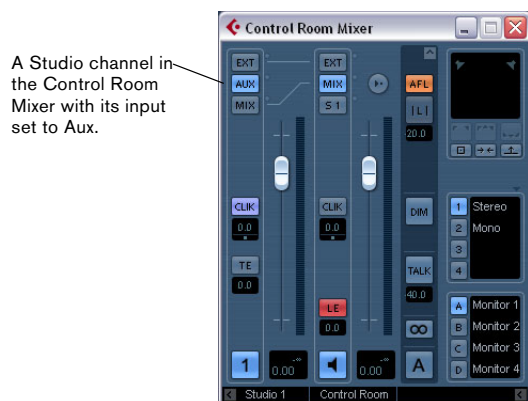 Control Room Mixer
A Studio channel in
the Control Room
Mixer with its input
set to Aux.
EXT
AUX
MIX
CLIK
0.0
TE
0.0
1
0.00
-∞
Studio 1
EXT
MIX
S 1
CLIK
0.0
LE
0.0
0.00
-∞
Control Room
AFL
|L|
20.0
DIM
TALK
40.0
∞
A
1 Stereo
2 Mono
3
4
A Monitor 1
B Monitor 2
C Monitor 3
D Monitor 4